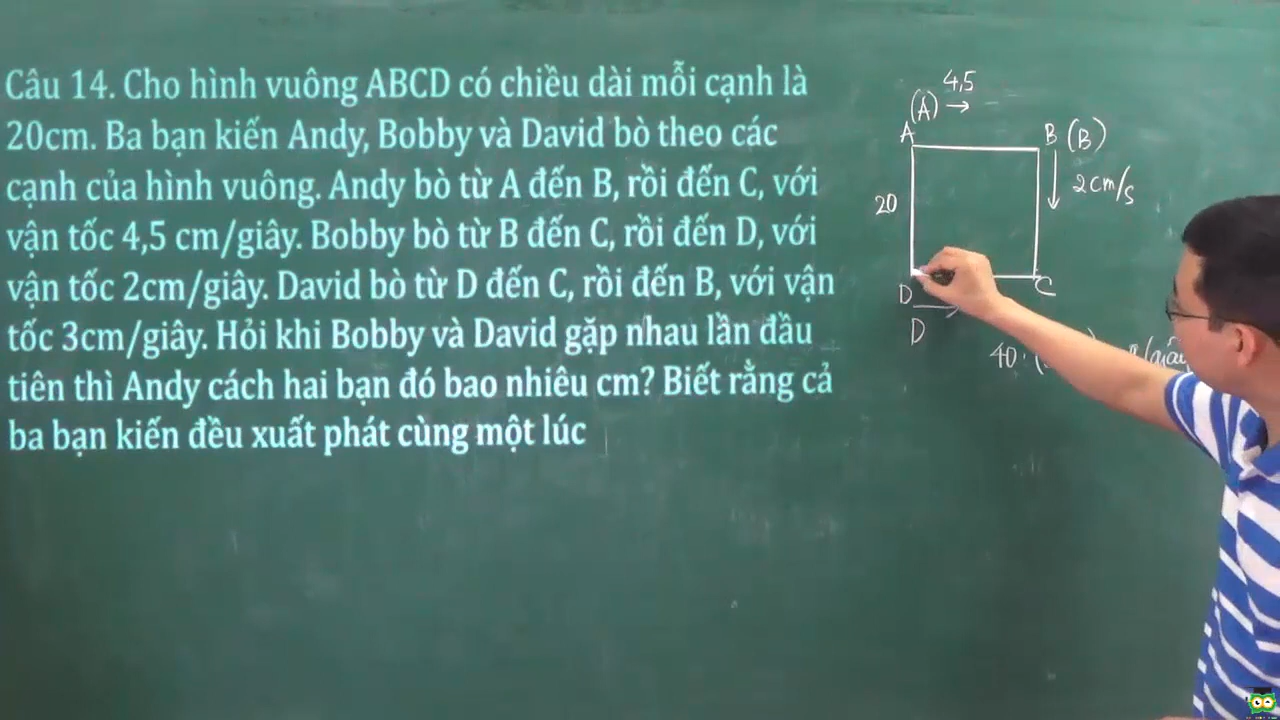 Câu 14. Cho hình vuông ABCD có chiều dài mỗi cạnh là
20cm. Ba bạn kiến Andy, Bobby và David bò theo các
cạnh của hình vuông. Andy bò từ A đến B, rồi đến C, với
vận tốc 4,5 cm/giây. Bobby bò từ B đến C, rồi đến D, với
vận tốc 2cm/giây. David bò từ D đến C, rồi đến B, với vận
tốc 3cm/giây. Hỏi khi Bobby và David gặp nhau lần đầu
tiên thì Andy cách hai bạn đó bao nhiêu cm? Biết rằng cả
ba bạn kiến đều xuất phát cùng một lúc
4,5
(A) →
A
B (B)
2cm/s
20
D
C
D
40 : (